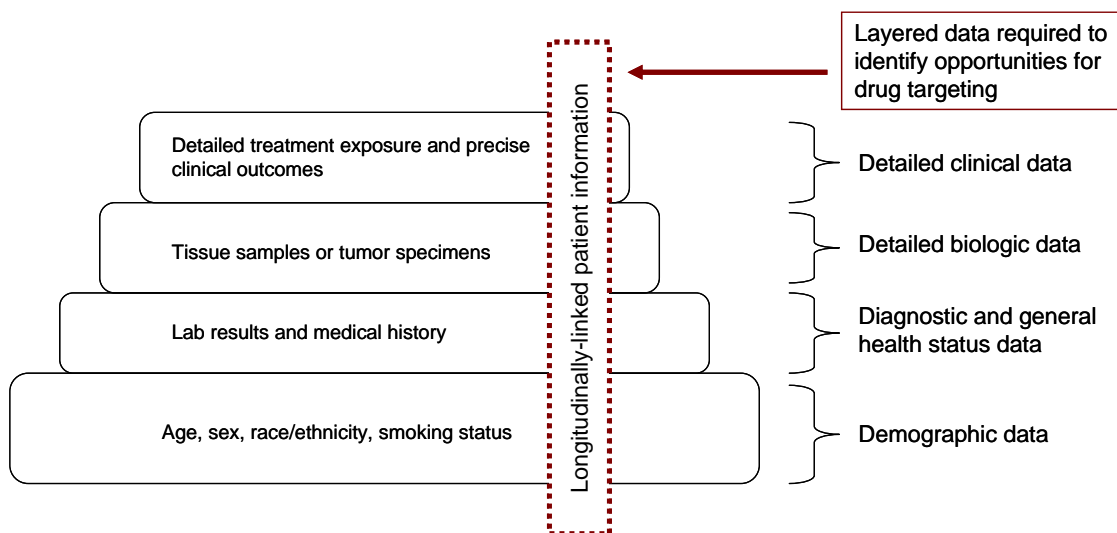 Layered data required to
identify opportunities for
drug targeting
Detailed treatment exposure and precise
clinical outcomes
Detailed clinical data
Tissue samples or tumor specimens
Detailed biologic data
Lab results and medical history
Diagnostic and general
health status data
Age, sex, race/ethnicity, smoking status
Demographic data
Longitudinally-linked patient information